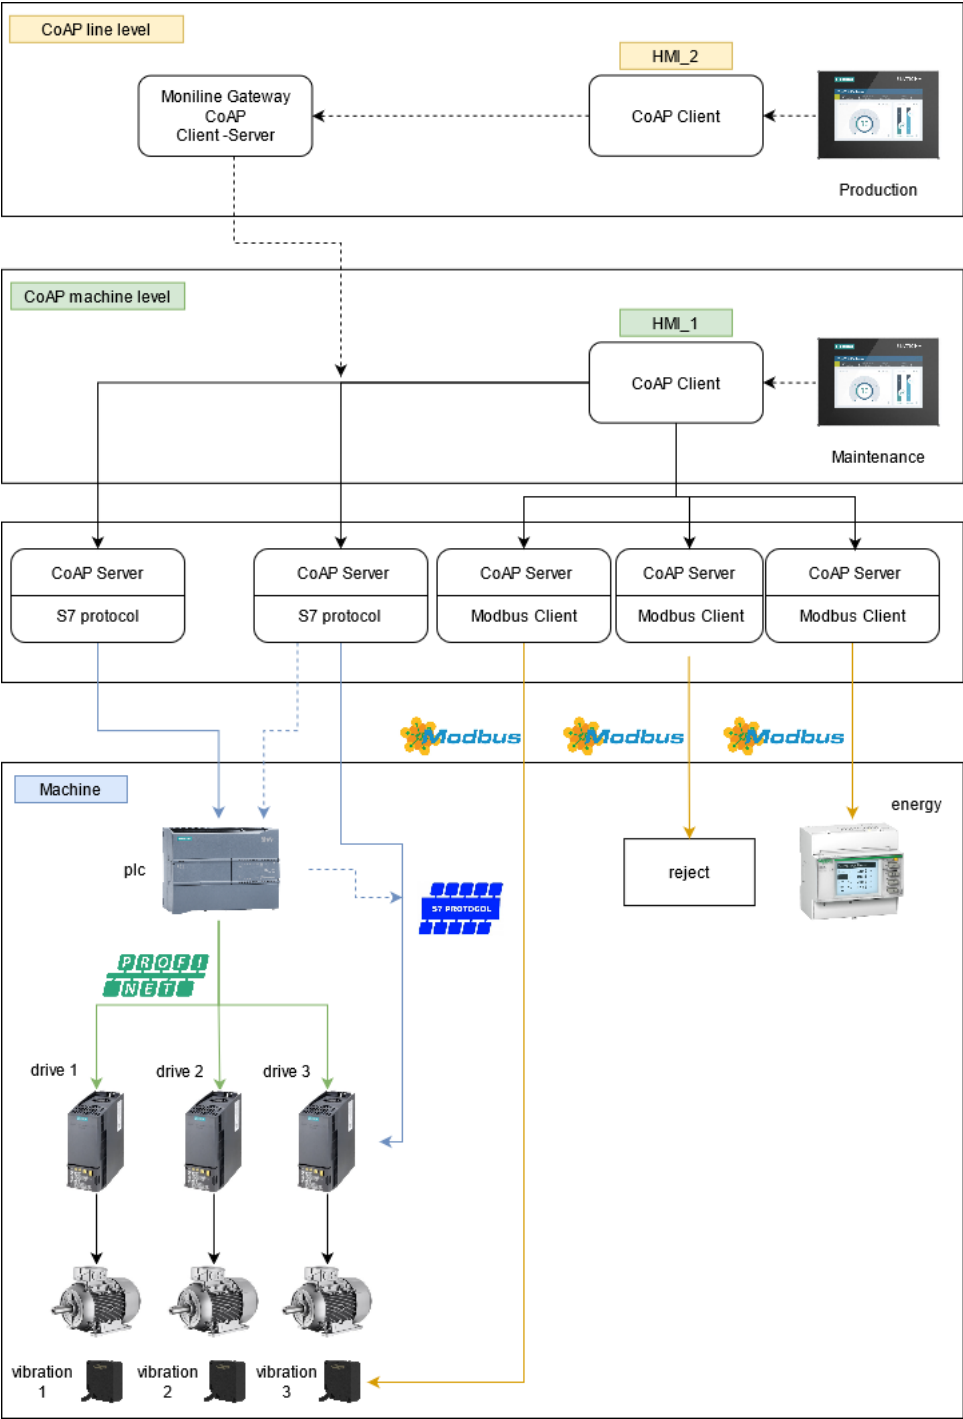 CoAP line level
HMI_2
Moniline Gateway
CoAP
Client -Server
CoAP Client
Production
CoAP machine level
HMI_1
CoAP Client
Maintenance
CoAP Server
S7 protocol
CoAP Server
S7 protocol
CoAP Server
Modbus Client
CoAP Server
Modbus Client
CoAP Server
Modbus Client
Modbus
Modbus
Modbus
Machine
energy
plc
reject
S7 PROTOCOL
PROFI
NET
drive 1
drive 2
drive 3
vibration
1
vibration
2
vibration
3